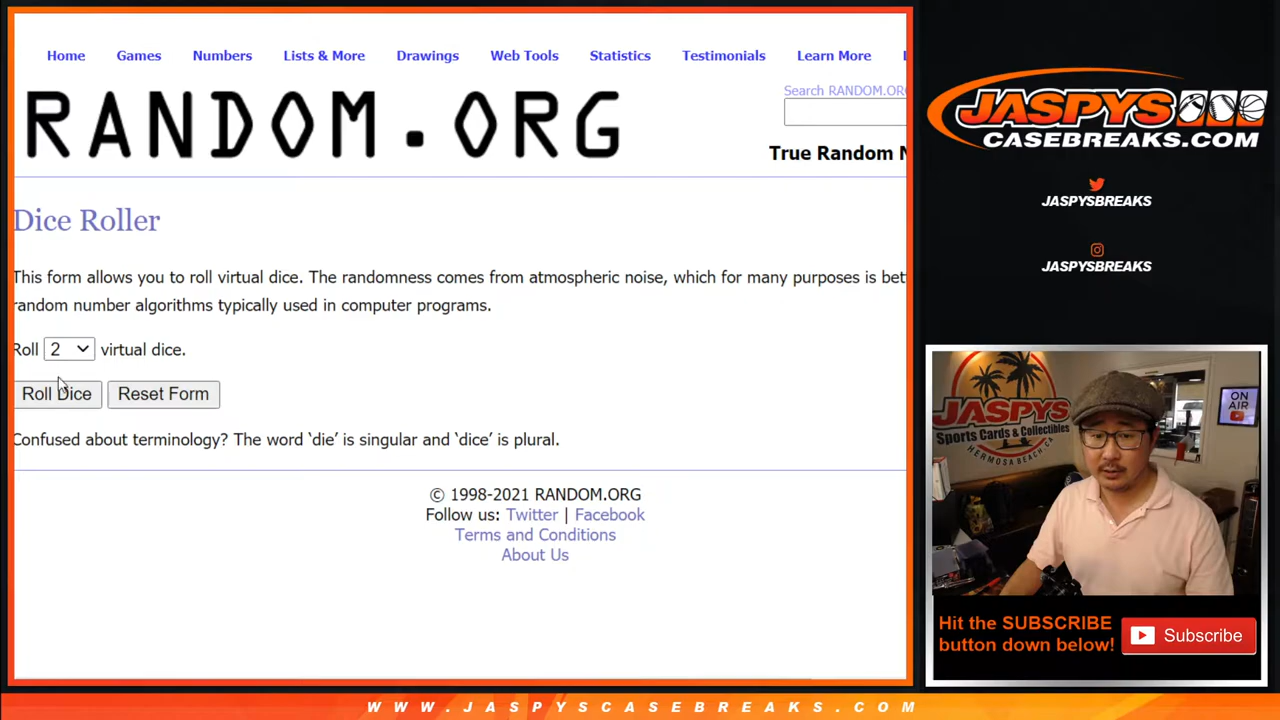 Home Games Numbers Lists & More Drawings Web Tools Statistics Testimonials Learn More
RANDOM.ORG
Search RANDOM.ORG
True Random N
Dice Roller
This form allows you to roll virtual dice. The randomness comes from atmospheric noise, which for many purposes is bet
random number algorithms typically used in computer programs.
Roll 2 virtual dice.
Roll Dice Reset Form
Confused about terminology? The word 'die' is singular and 'dice' is plural.
© 1998-2021 RANDOM.ORG
Follow us: Twitter | Facebook
Terms and Conditions
About Us
JASPYS
CASEBREAKS.COM
JASPYSBREAKS
JASPYSBREAKS
JASPYS
Sports Cards & Collectibles
HERMOSA BEACH, CA
ON
AIR
Hit the SUBSCRIBE
button down below!
Subscribe
WWW.JASPYSCASEBREAKS.COM